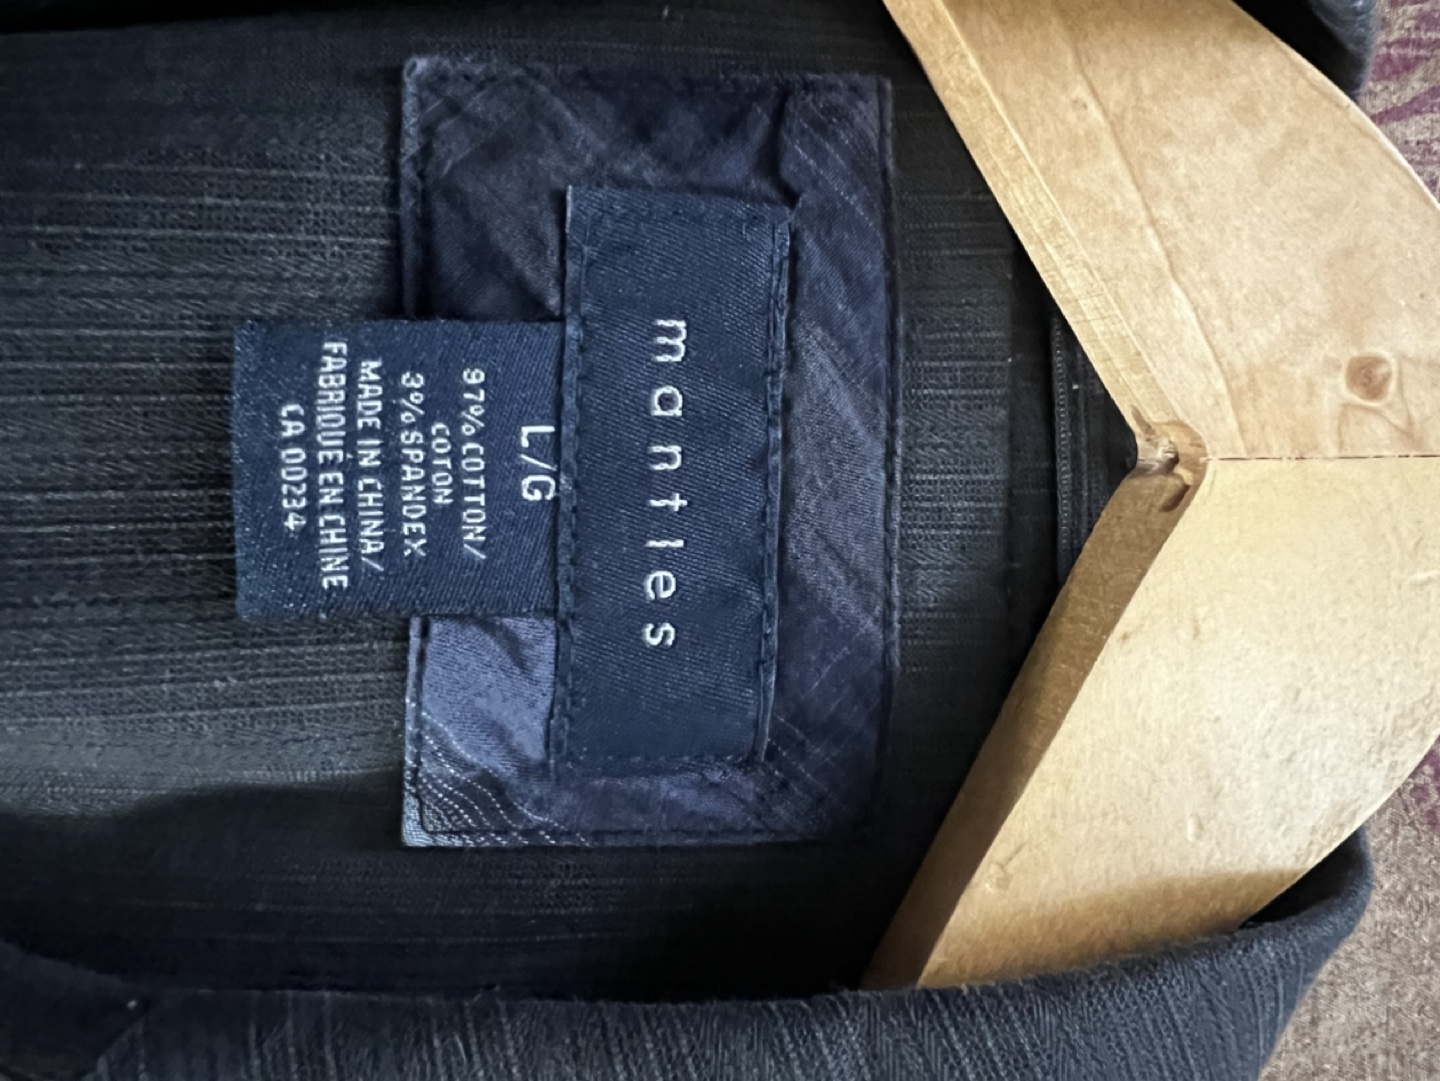 mantles
L/G
97% COTTON/
COTON
3% SPANDEX
MADE IN CHINA/
FABRIQUÉ EN CHINE
CA 00234